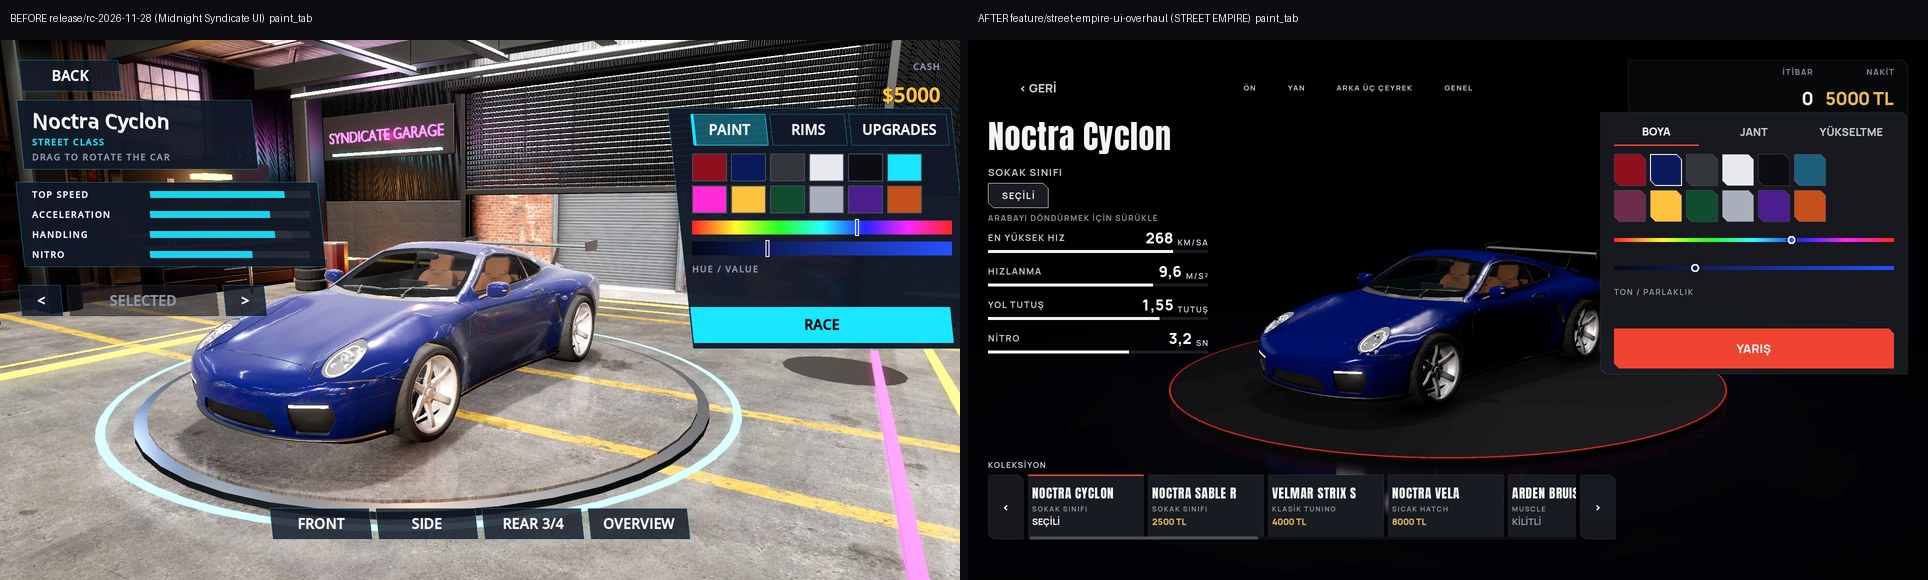 BEFORE release/rc-2026-11-28 (Midnight Syndicate UI) paint_tab
BACK
Noctra Cyclon
STREET CLASS
DRAG TO ROTATE THE CAR
TOP SPEED
ACCELERATION
HANDLING
NITRO
< SELECTED >
SYNDICATE GARAGE
CASH
$5000
PAINT RIMS UPGRADES
HUE / VALUE
RACE
FRONT SIDE REAR 3/4 OVERVIEW
AFTER feature/street-empire-ui-overhaul (STREET EMPIRE) paint_tab
‹ GERİ
ÖN YAN ARKA ÜÇ ÇEYREK GENEL
İTİBAR NAKİT
0 5000 TL
Noctra Cyclon
SOKAK SINIFI
SEÇİLİ
ARABAYI DÖNDÜRMEK İÇİN SÜRÜKLE
EN YÜKSEK HIZ 268 KM/SA
HIZLANMA 9,6 M/S²
YOL TUTUŞ 1,55 TUTUŞ
NİTRO 3,2 SN
BOYA JANT YÜKSELTME
TON / PARLAKLIK
YARIŞ
KOLEKSİYON
‹
NOCTRA CYCLON
SOKAK SINIFI
SEÇİLİ
NOCTRA SABLE R
SOKAK SINIFI
2500 TL
VELMAR STRIX S
KLASİK TUNING
4000 TL
NOCTRA VELA
SICAK HATCH
8000 TL
ARDEN BRUIS
MUSCLE
KİLİTLİ
›